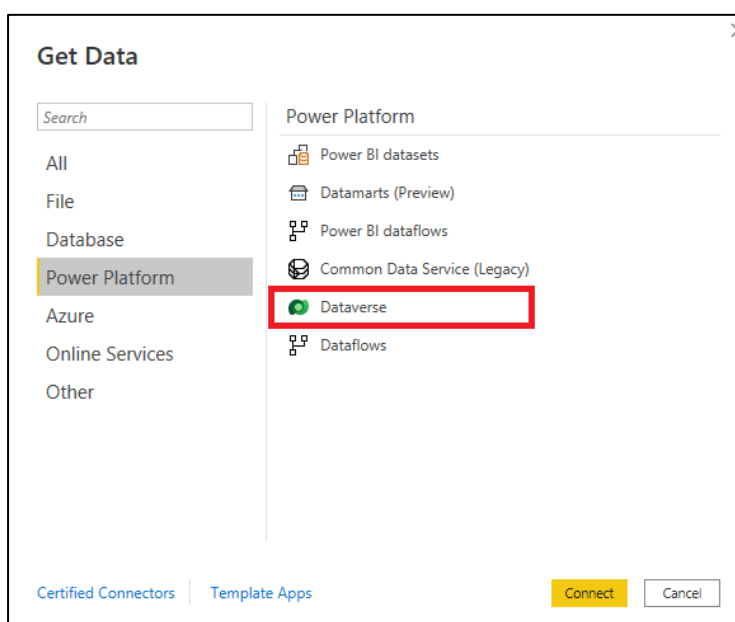 Get Data
Search
All
File
Database
Power Platform
Azure
Online Services
Other
Power Platform
Power BI datasets
Datamarts (Preview)
Power BI dataflows
Common Data Service (Legacy)
Dataverse
Dataflows
Certified Connectors
Template Apps
Connect
Cancel